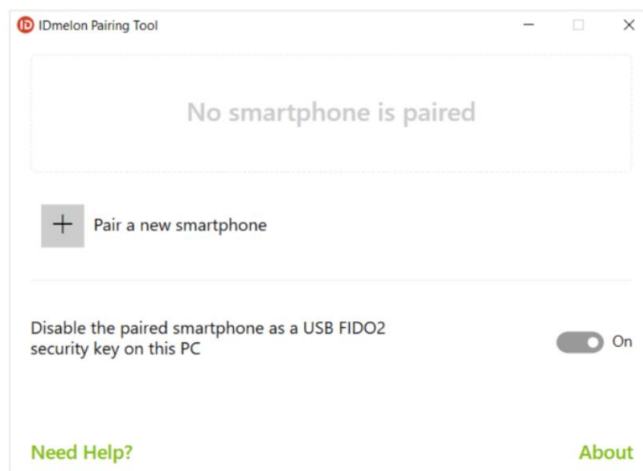 ID IDmelon Pairing Tool
No smartphone is paired
Pair a new smartphone
Disable the paired smartphone as a USB FIDO2
security key on this PC
On
Need Help?
About